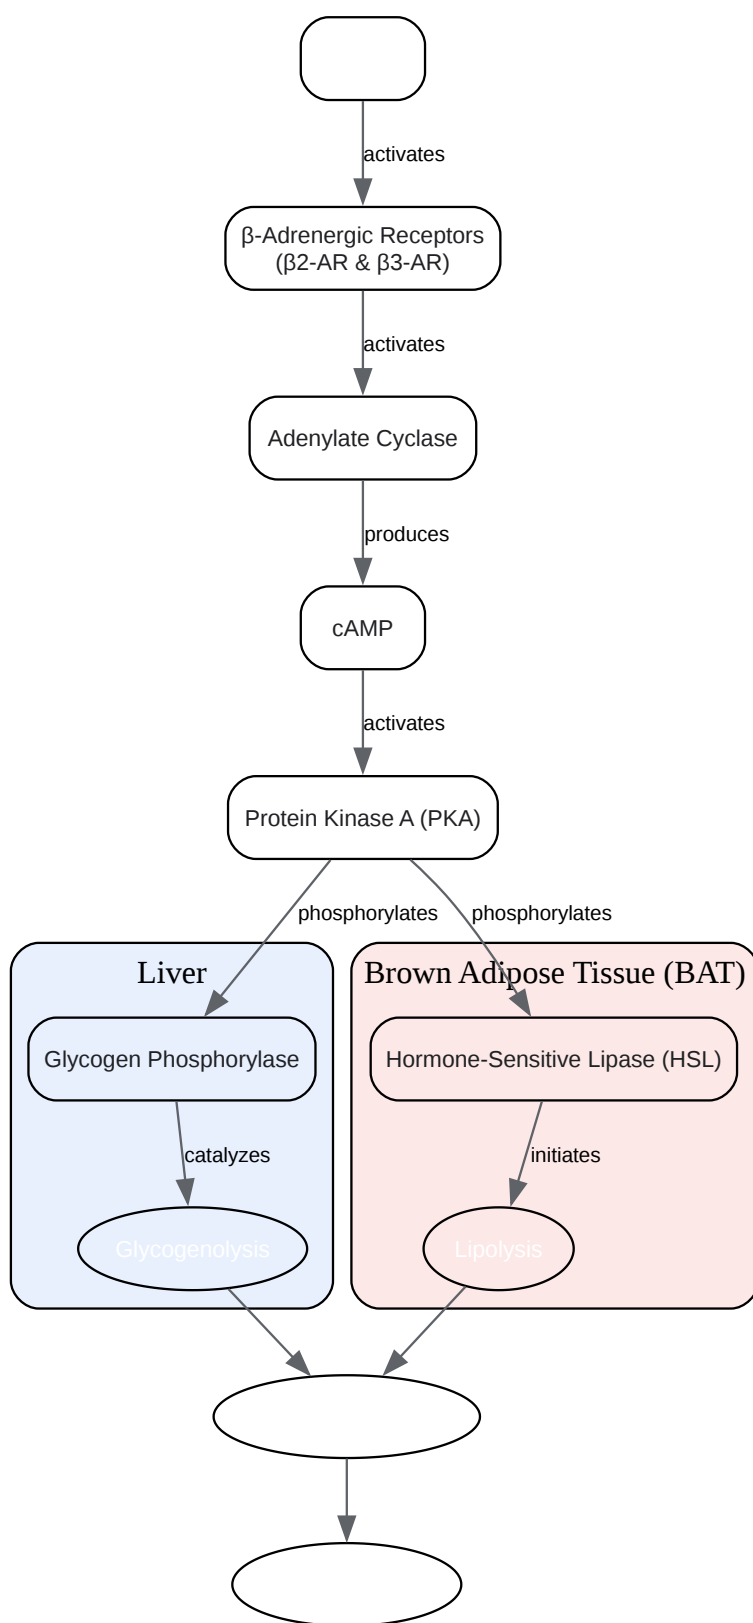 activates
β-Adrenergic Receptors
(β2-AR & β3-AR)
activates
Adenylate Cyclase
produces
cAMP
activates
Protein Kinase A (PKA)
phosphorylates
phosphorylates
Liver
Brown Adipose Tissue (BAT)
Glycogen Phosphorylase
Hormone-Sensitive Lipase (HSL)
catalyzes
initiates
Glycogenolysis
Lipolysis